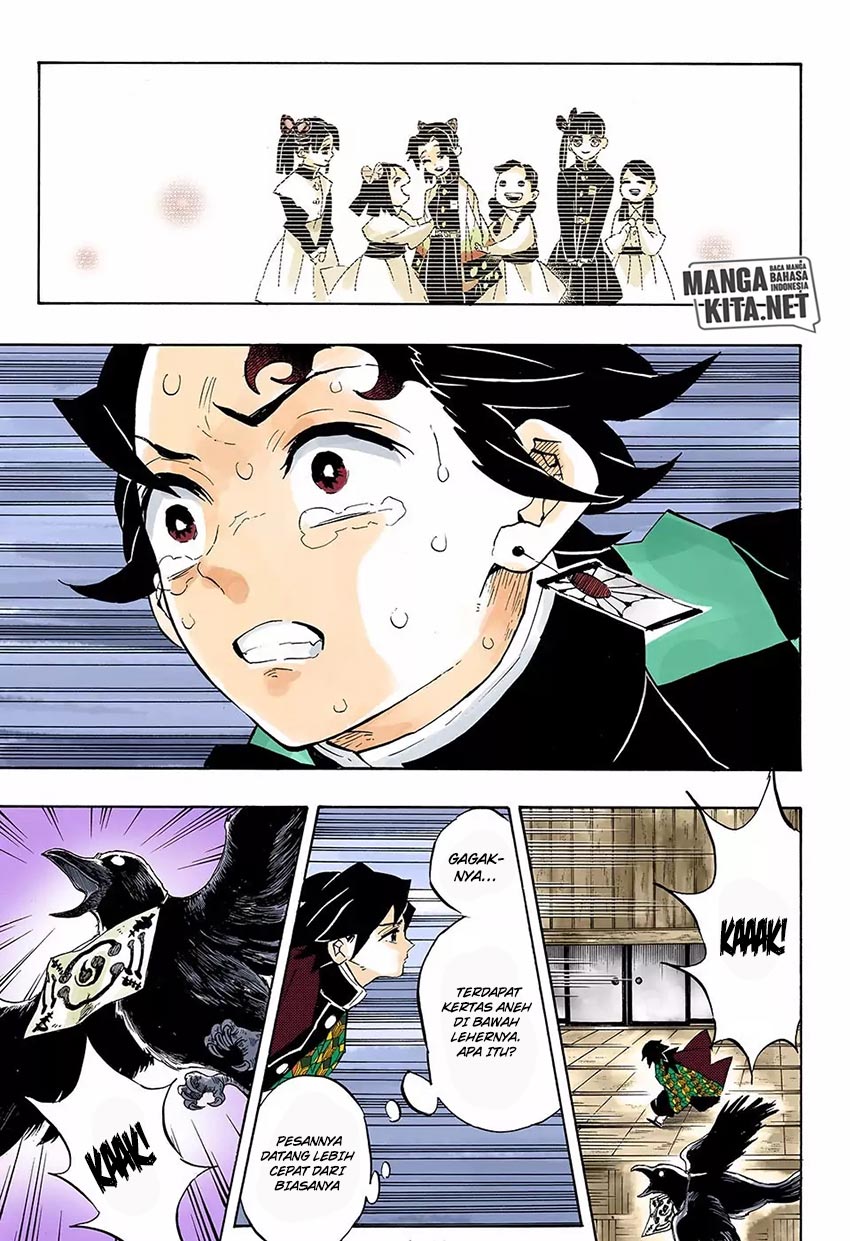 MANGA
KITA.NET
BACA MANGA
BAHASA
INDONESIA
KAAAK!
GAGAK-
NYA...
TERDAPAT
KERTAS ANEH
DI BAWAH
LEHERNYA.
APA ITU?
PESANNYA
DATANG LEBIH
CEPAT DARI
BIASANYA
KAAK!